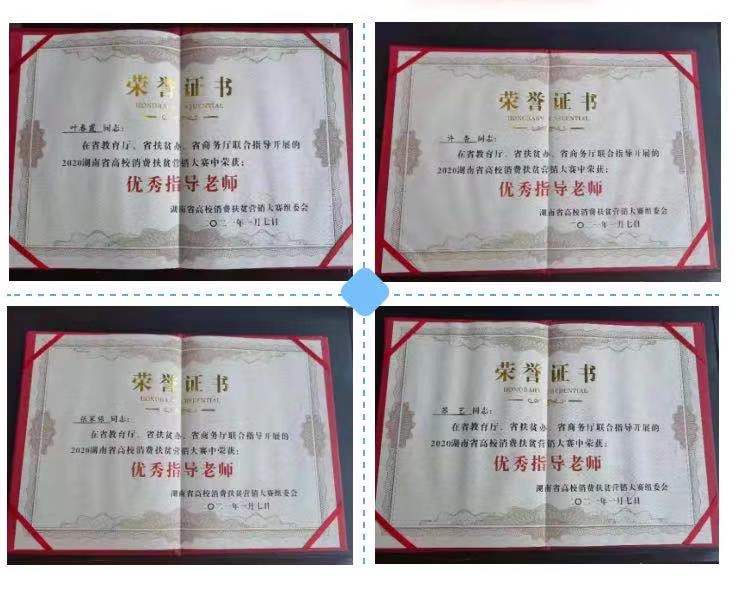 荣誉证书
叶春霞 同志:
在省教育厅、省扶贫办、省商务厅联合指导开展的
2020湖南省高校消费扶贫营销大赛中荣获:
优秀指导老师
湖南省高校消费扶贫营销大赛组委会
二〇二一年一月七日
荣誉证书
同志:
在省教育厅、省扶贫办、省商务厅联合指导开展的
2020湖南省高校消费扶贫营销大赛中荣获:
优秀指导老师
湖南省高校消费扶贫营销大赛组委会
二〇二一年一月七日
荣誉证书
同志:
在省教育厅、省扶贫办、省商务厅联合指导开展的
2020湖南省高校消费扶贫营销大赛中荣获:
优秀指导老师
湖南省高校消费扶贫营销大赛组委会
二〇二一年一月七日
荣誉证书
同志:
在省教育厅、省扶贫办、省商务厅联合指导开展的
2020湖南省高校消费扶贫营销大赛中荣获:
优秀指导老师
湖南省高校消费扶贫营销大赛组委会
二〇二一年一月七日